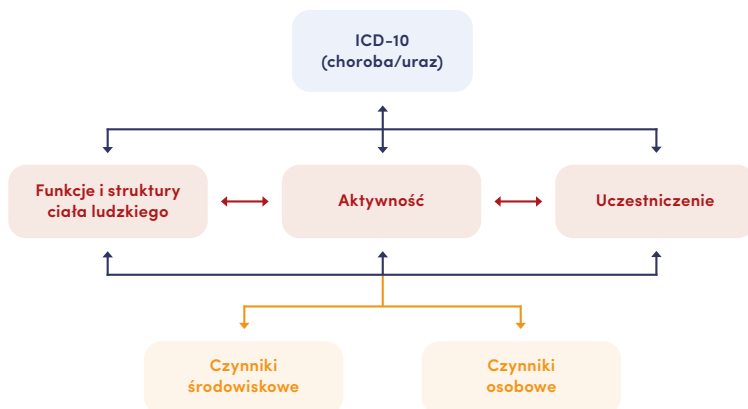 ICD-10
(choroba/uraz)
Funkcje i struktury
ciała ludzkiego
Aktywność
Uczestniczenie
Czynniki
środowiskowe
Czynniki
osobowe